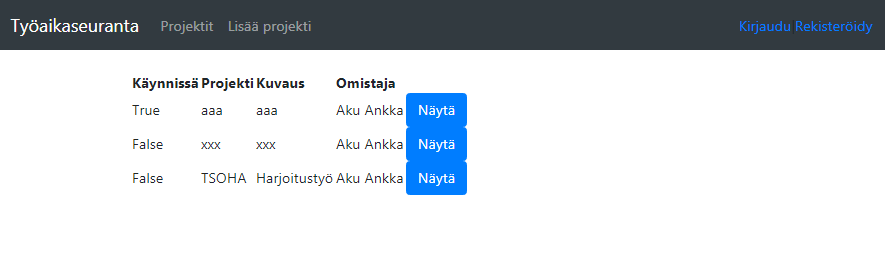 Työaikaseuranta Projektit Lisää projekti Kirjaudu Rekisteröidy
Käynnissä Projekti Kuvaus Omistaja
True aaa aaa Aku Ankka Näytä
False xxx xxx Aku Ankka Näytä
False TSOHA Harjoitustyö Aku Ankka Näytä